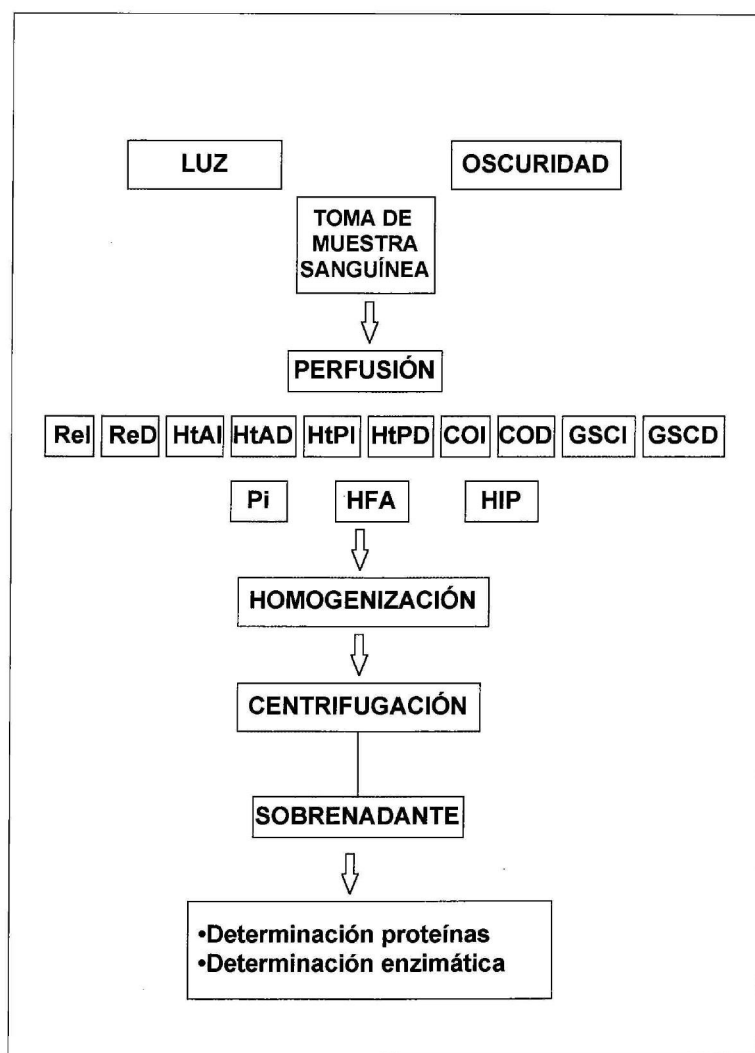 LUZ
OSCURIDAD
TOMA DE
MUESTRA
SANGUÍNEA
PERFUSIÓN
ReI ReD HtAI HtAD HtPI HtPD COI COD GSCI GSCD
Pi HFA HIP
HOMOGENIZACIÓN
CENTRIFUGACIÓN
SOBRENADANTE
•Determinación proteínas
•Determinación enzimática